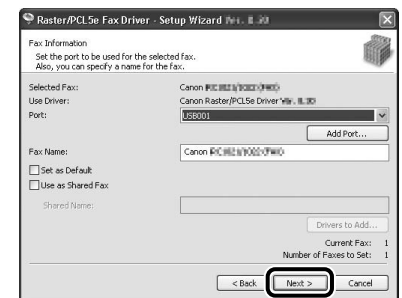 Raster/PCL5e Fax Driver - Setup Wizard
Fax Information
Set the port to be used for the selected fax.
Also, you can specify a name for the fax.
Selected Fax: Canon
Use Driver: Canon Raster/PCL5e Driver
Port: USB001
Add Port...
Fax Name: Canon
Set as Default
Use as Shared Fax
Shared Name:
Drivers to Add...
Current Fax: 1
Number of Faxes to Set: 1
< Back Next > Cancel